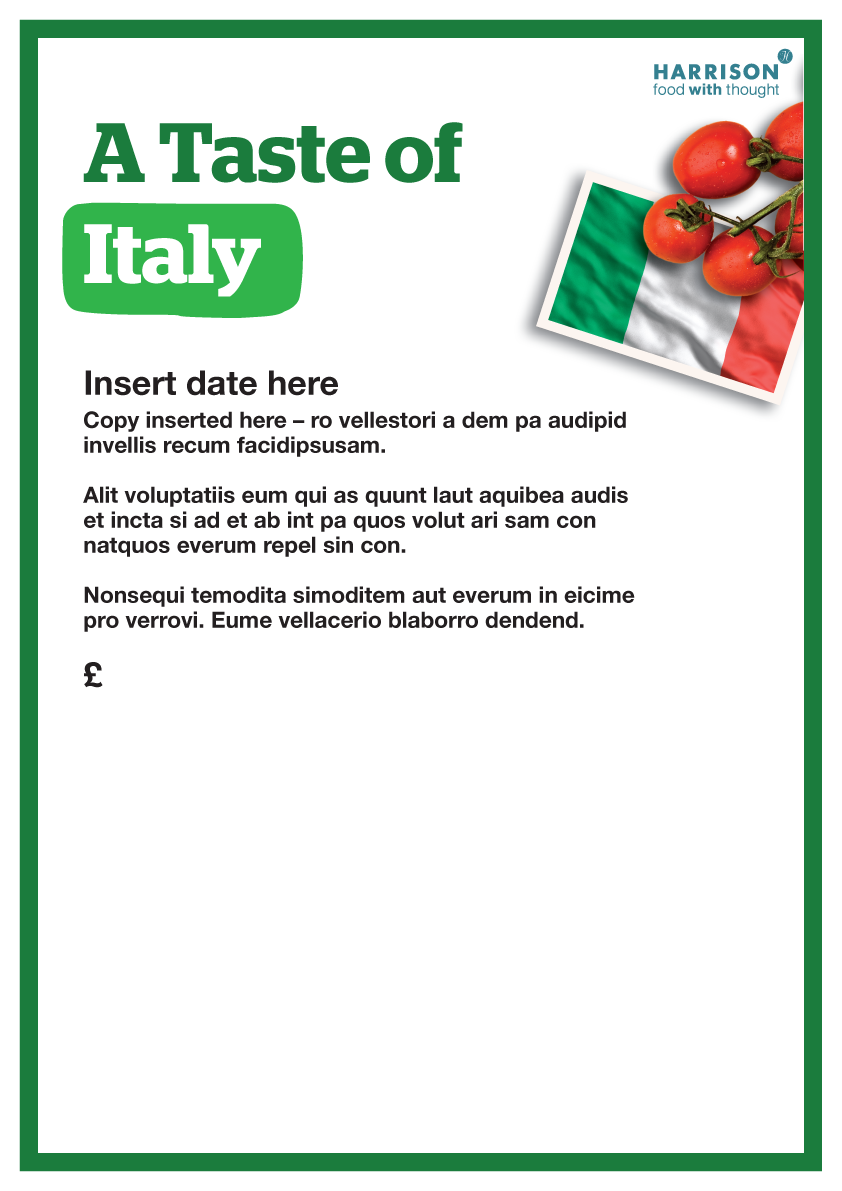 H
HARRISON
food with thought
A Taste of
Italy
Insert date here
Copy inserted here – ro vellestori a dem pa audipid
invellis recum facidipsusam.
Alit voluptatiis eum qui as quunt laut aquibea audis
et incta si ad et ab int pa quos volut ari sam con
natquos everum repel sin con.
Nonsequi temodita simoditem aut everum in eicime
pro verrovi. Eume vellacerio blaborro dendend.
£